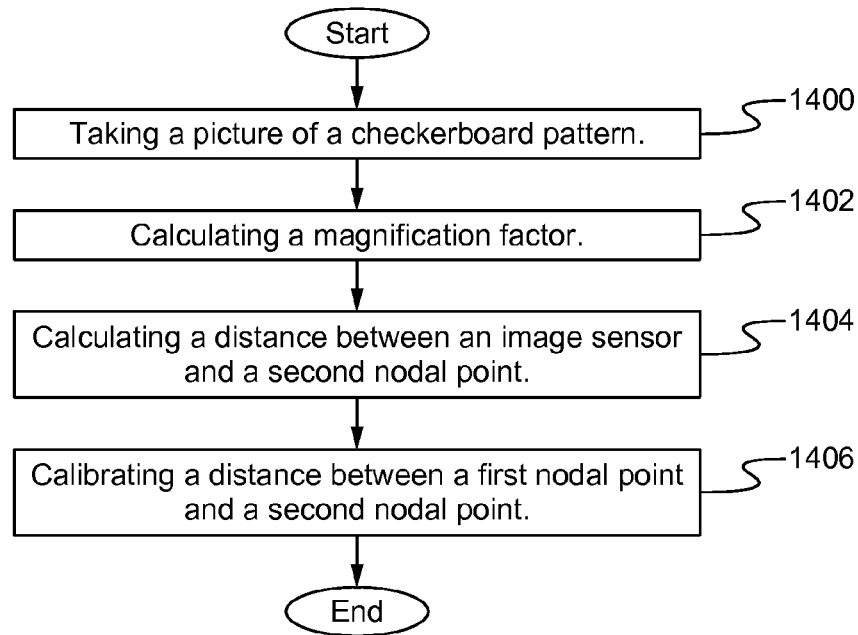 Start
1400
Taking a picture of a checkerboard pattern.
1402
Calculating a magnification factor.
1404
Calculating a distance between an image sensor
and a second nodal point.
1406
Calibrating a distance between a first nodal point
and a second nodal point.
End